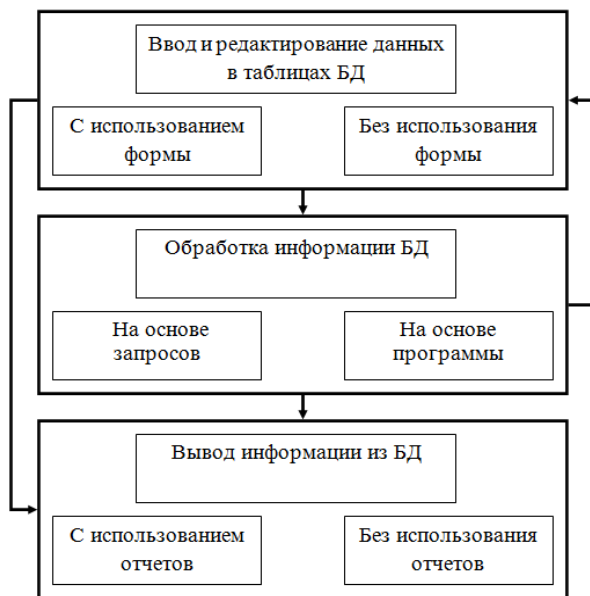 Ввод и редактирование данных
в таблицах БД
С использованием
формы
Без использования
формы
Обработка информации БД
На основе
запросов
На основе
программы
Вывод информации из БД
С использованием
отчетов
Без использования
отчетов